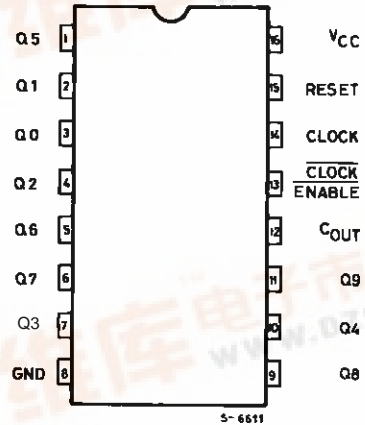 Q5 1 16 VCC
Q1 2 15 RESET
Q0 3 14 CLOCK
Q2 4 13 CLOCK
ENABLE
Q6 5 12 COUT
Q7 6 11 Q9
Q3 7 10 Q4
GND 8 9 Q8
S-6611